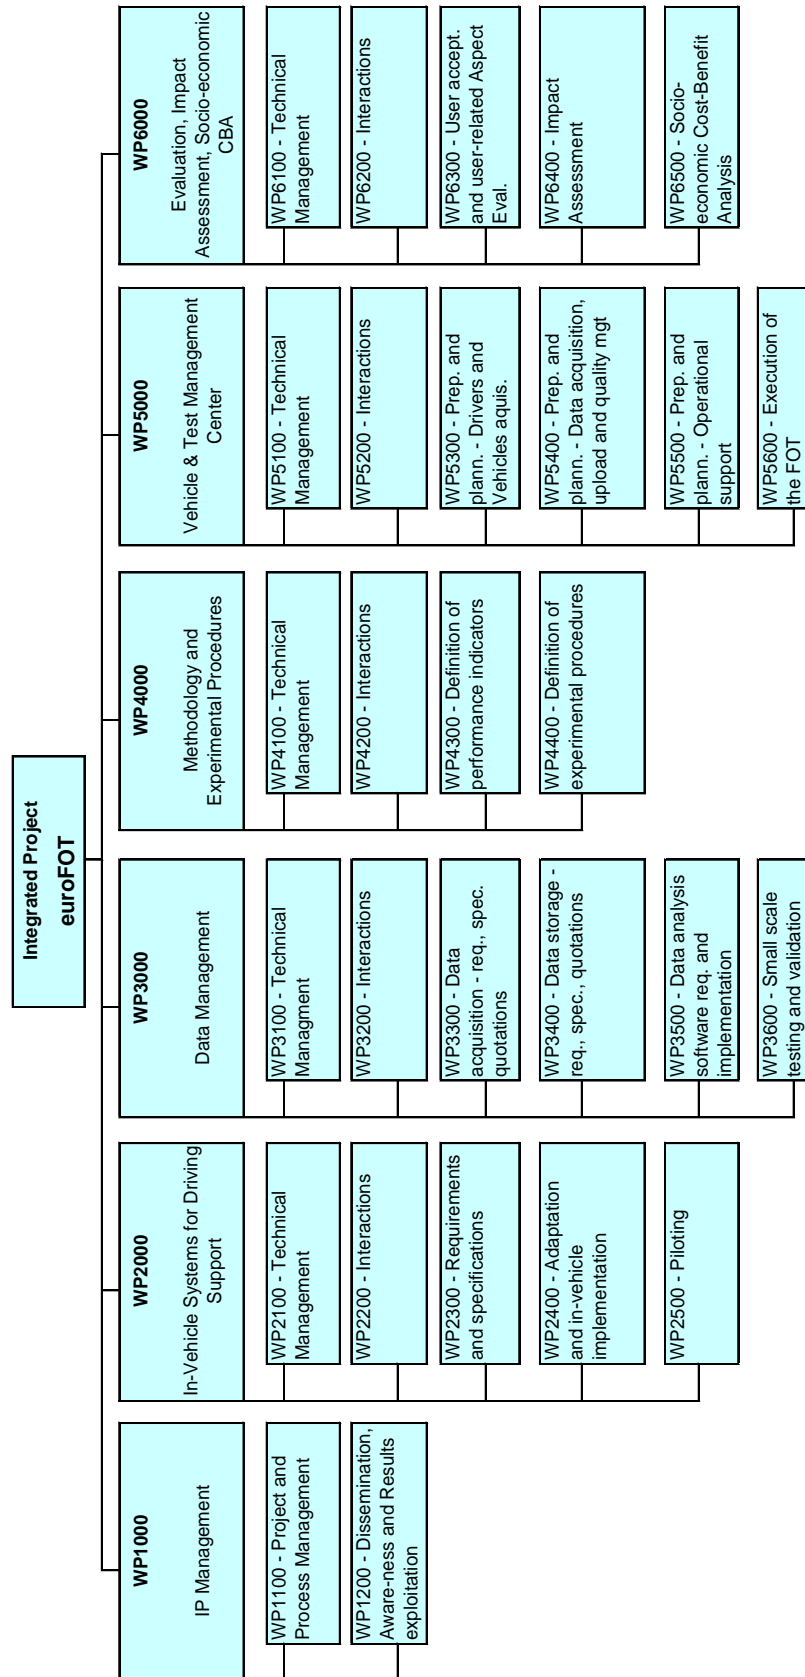 Integrated Project
euroFOT
WP1000
IP Management
WP1100 - Project and
Process Management
WP1200 - Dissemination,
Aware-ness and Results
exploitation
WP2000
In-Vehicle Systems for Driving
Support
WP2100 - Technical
Management
WP2200 - Interactions
WP2300 - Requirements
and specifications
WP2400 - Adaptation
and in-vehicle
implementation
WP2500 - Piloting
WP3000
Data Management
WP3100 - Technical
Managment
WP3200 - Interactions
WP3300 - Data
acquisition - req., spec.
quotations
WP3400 - Data storage -
req., spec., quotations
WP3500 - Data analysis
software req. and
implementation
WP3600 - Small scale
testing and validation
WP4000
Methodology and
Experimental Procedures
WP4100 - Technical
Management
WP4200 - Interactions
WP4300 - Definition of
performance indicators
WP4400 - Definition of
experimental procedures
WP5000
Vehicle & Test Management
Center
WP5100 - Technical
Management
WP5200 - Interactions
WP5300 - Prep. and
plann. - Drivers and
Vehicles aquis.
WP5400 - Prep. and
plann. - Data acquisition,
upload and quality mgt
WP5500 - Prep. and
plann. - Operational
support
WP5600 - Execution of
the FOT
WP6000
Evaluation, Impact
Assessment, Socio-economic
CBA
WP6100 - Technical
Management
WP6200 - Interactions
WP6300 - User accept.
and user-related Aspect
Eval.
WP6400 - Impact
Assessment
WP6500 - Socio-
economic Cost-Benefit
Analysis